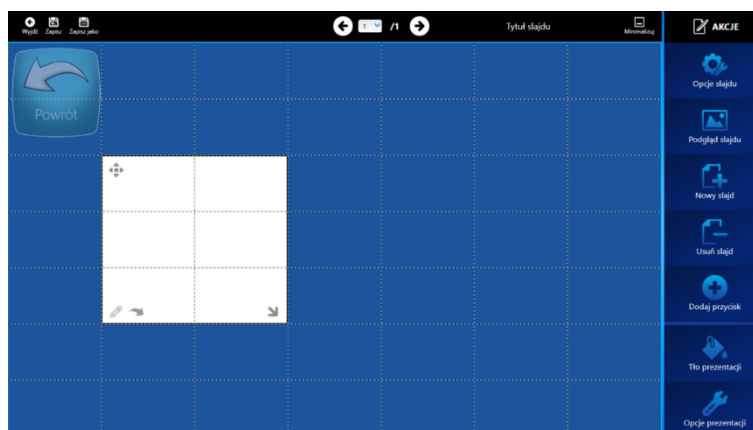 Wyjdź Zapisz Zapisz jako
1 /1
Tytuł slajdu
Minimalizuj
AKCJE
Powrót
Opcje slajdu
Podgląd slajdu
Nowy slajd
Usuń slajd
Dodaj przycisk
Tło prezentacji
Opcje prezentacji